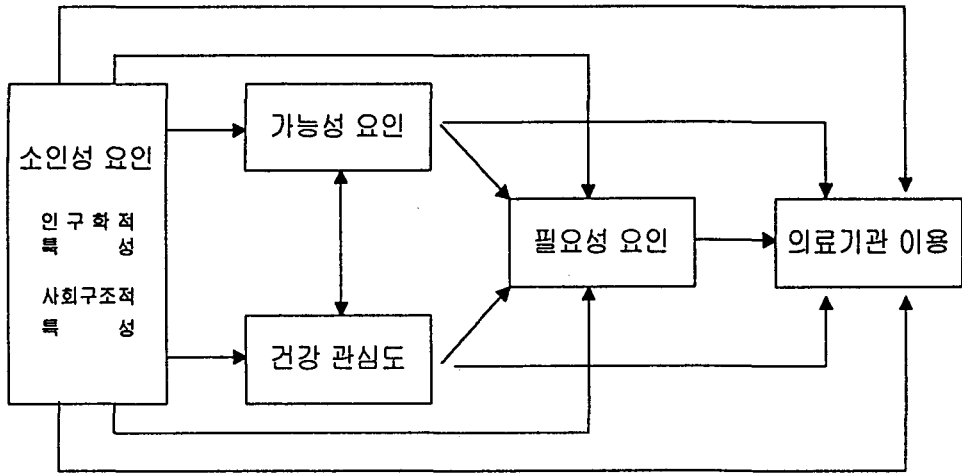 가능성 요인
소인성 요인
인 구 학 적
특 성
사회구조적
특 성
필요성 요인
의료기관 이용
건강 관심도